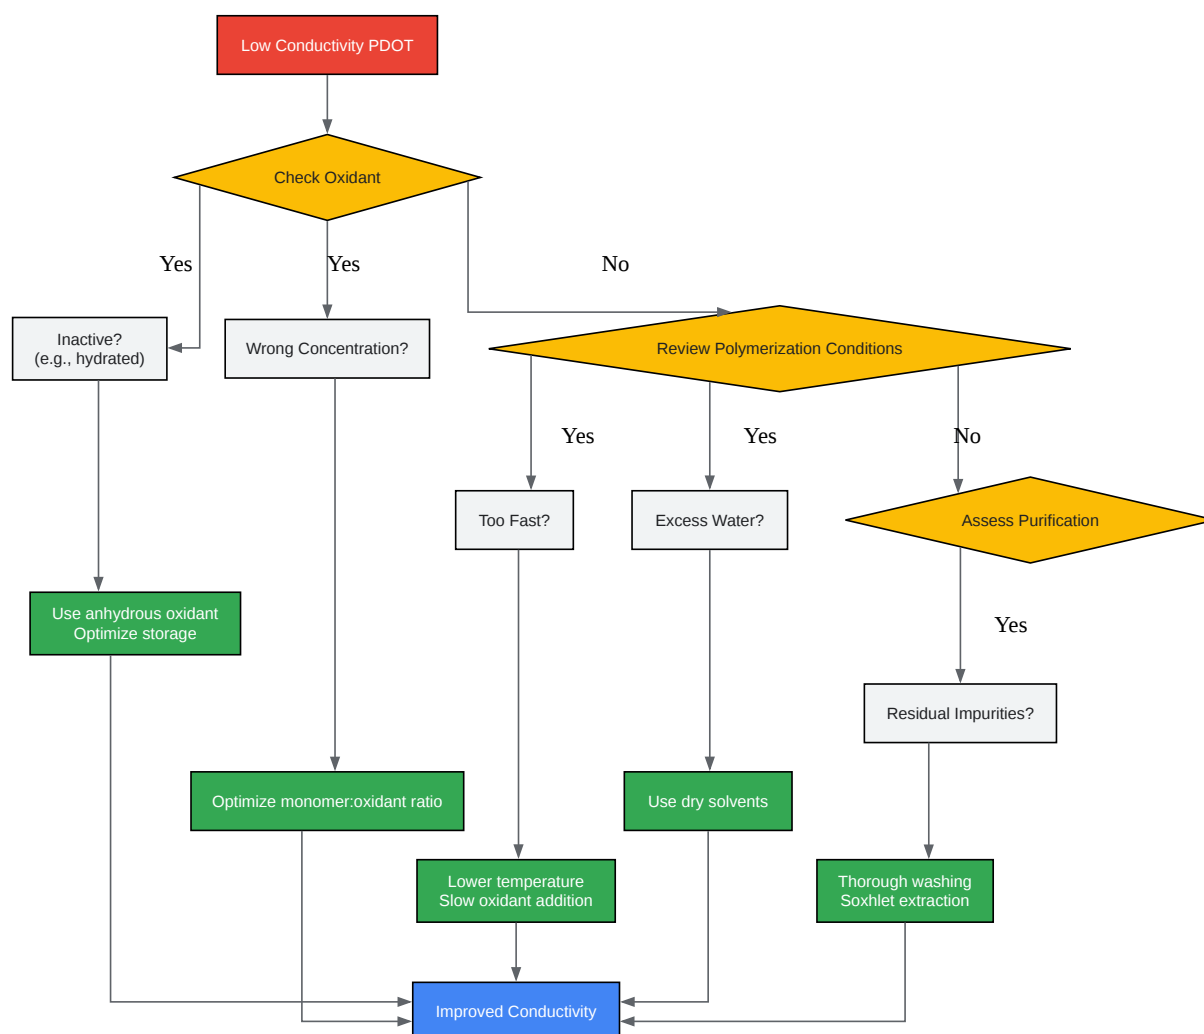 Low Conductivity PDOT
Check Oxidant
Yes
Yes
No
Inactive?
(e.g., hydrated)
Wrong Concentration?
Review Polymerization Conditions
Yes
Yes
No
Too Fast?
Excess Water?
Assess Purification
Use anhydrous oxidant
Optimize storage
Yes
Residual Impurities?
Optimize monomer:oxidant ratio
Use dry solvents
Lower temperature
Slow oxidant addition
Thorough washing
Soxhlet extraction
Improved Conductivity